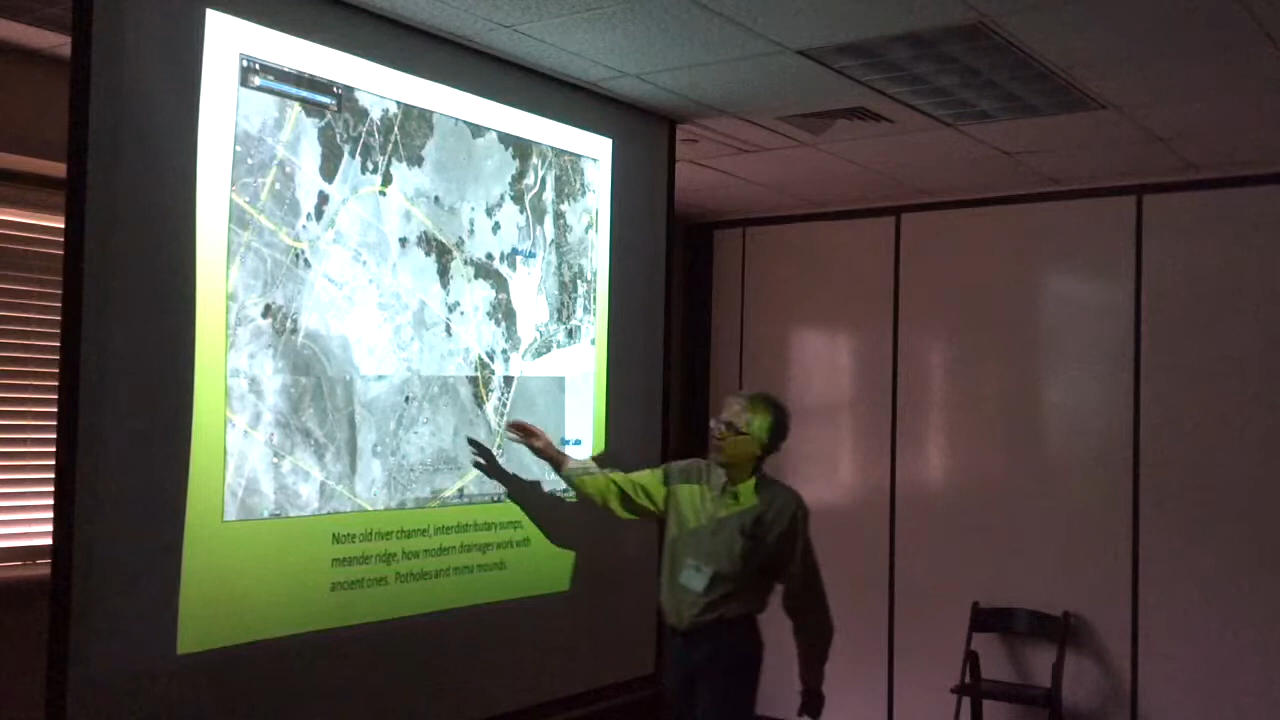 Note old river channel, interdistributary sumps,
meander ridge, how modern drainages work with
ancient ones. Potholes and mima mounds.